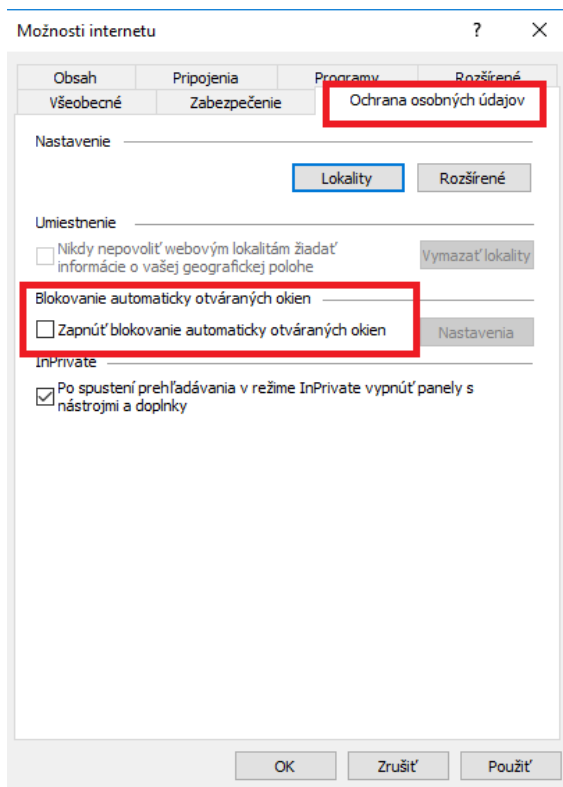 Možnosti internetu ? ×
Obsah Pripojenia Programy Rozšírené
Všeobecné Zabezpečenie Ochrana osobných údajov
Nastavenie
Lokality Rozšírené
Umiestnenie
Nikdy nepovoliť webovým lokalitám žiadať
informácie o vašej geografickej polohe
Vymazať lokality
Blokovanie automaticky otváraných okien
Zapnúť blokovanie automaticky otváraných okien Nastavenia
InPrivate
Po spustení prehľadávania v režime InPrivate vypnúť panely s
nástrojmi a doplnky
OK Zrušiť Použiť